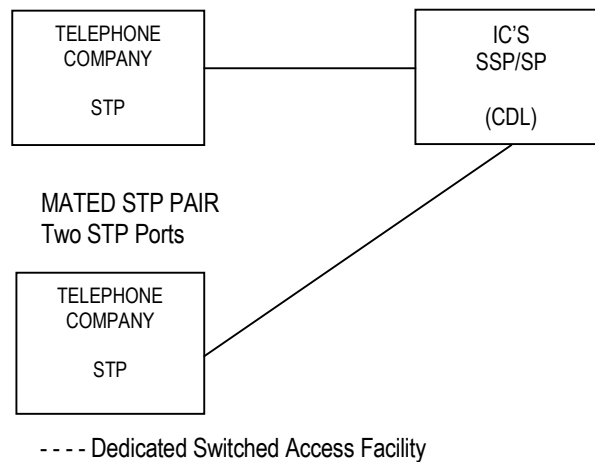 TELEPHONE
COMPANY
STP
IC’S
SSP/SP
(CDL)
MATED STP PAIR
Two STP Ports
TELEPHONE
COMPANY
STP
- - - - Dedicated Switched Access Facility